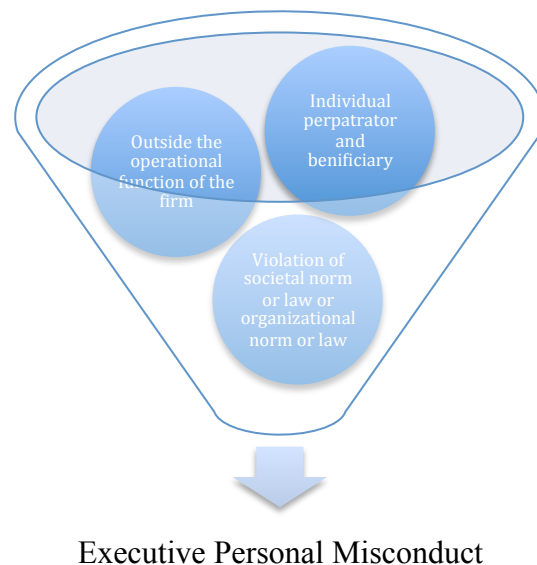 Outside the
operational
function of the
firm
Individual
perpatrator
and
benificiary
Violation of
societal norm
or law or
organizational
norm or law
Executive Personal Misconduct